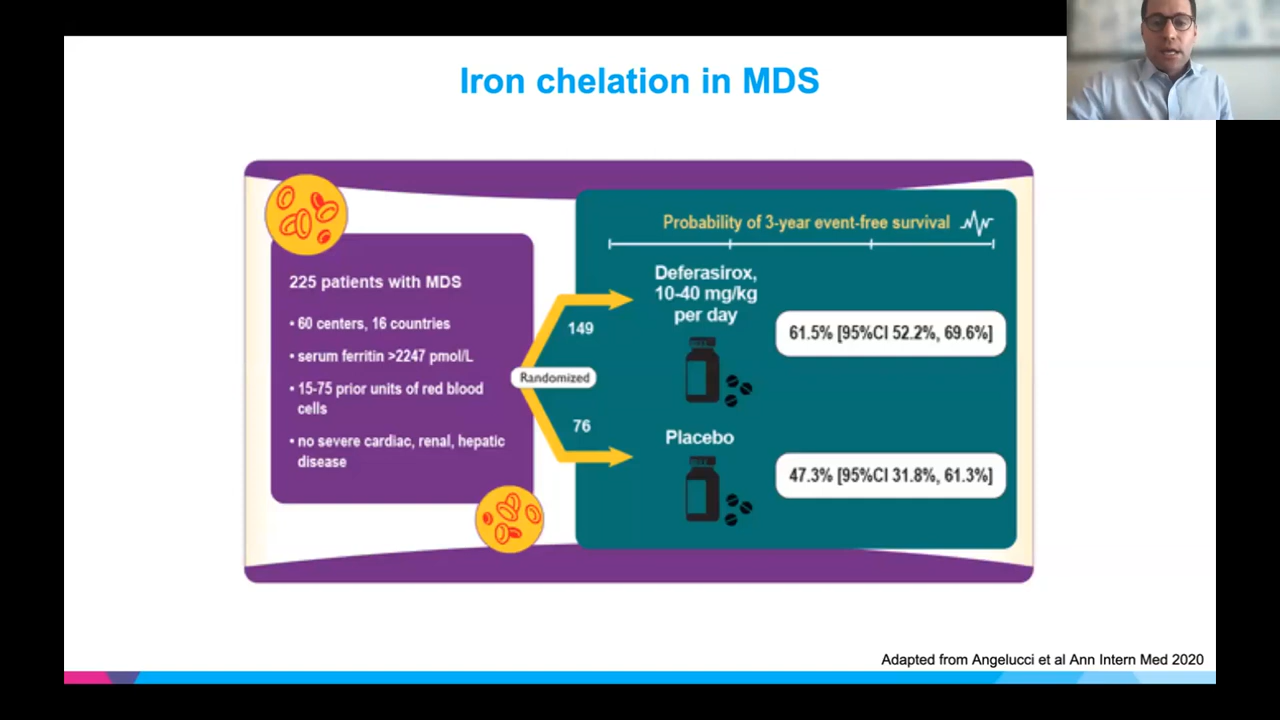 Iron chelation in MDS
225 patients with MDS
• 60 centers, 16 countries
• serum ferritin >2247 pmol/L
• 15-75 prior units of red blood
cells
• no severe cardiac, renal, hepatic
disease
Randomized
149
76
Probability of 3-year event-free survival
Deferasirox,
10-40 mg/kg
per day
61.5% [95%CI 52.2%, 69.6%]
Placebo
47.3% [95%CI 31.8%, 61.3%]
Adapted from Angelucci et al Ann Intern Med 2020